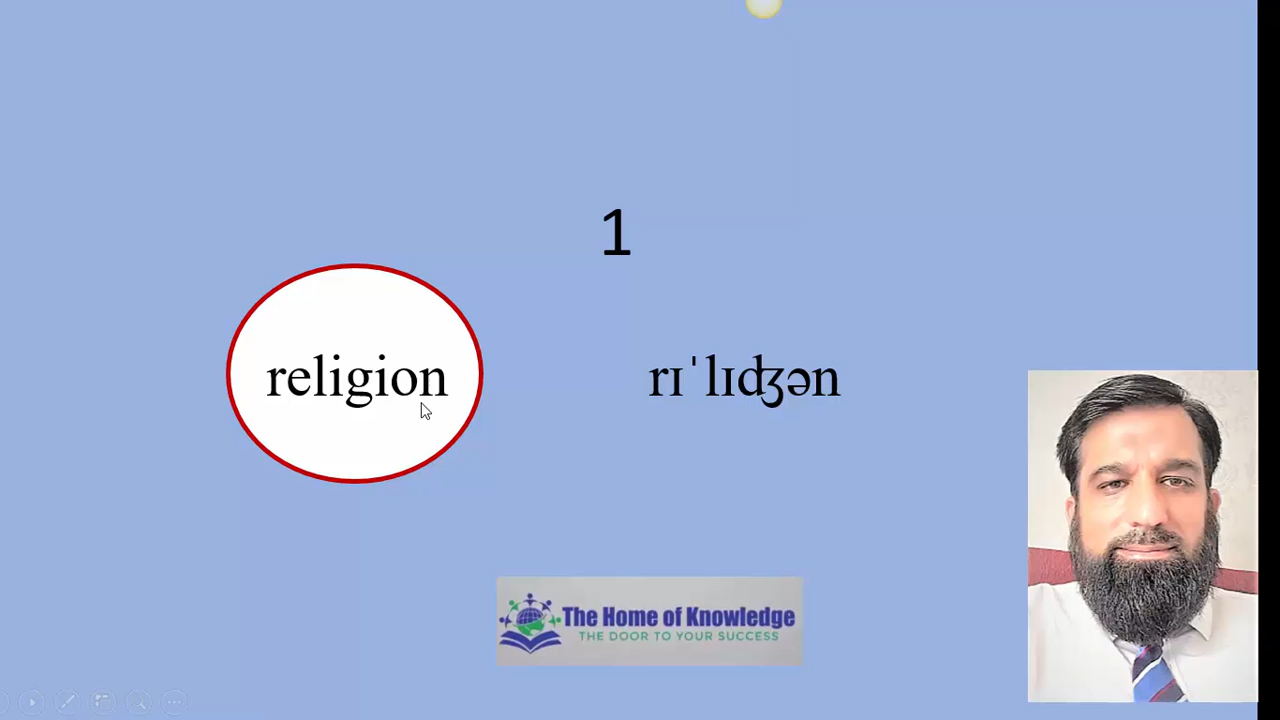 1
religion
rɪˈlɪʤən
The Home of Knowledge
THE DOOR TO YOUR SUCCESS